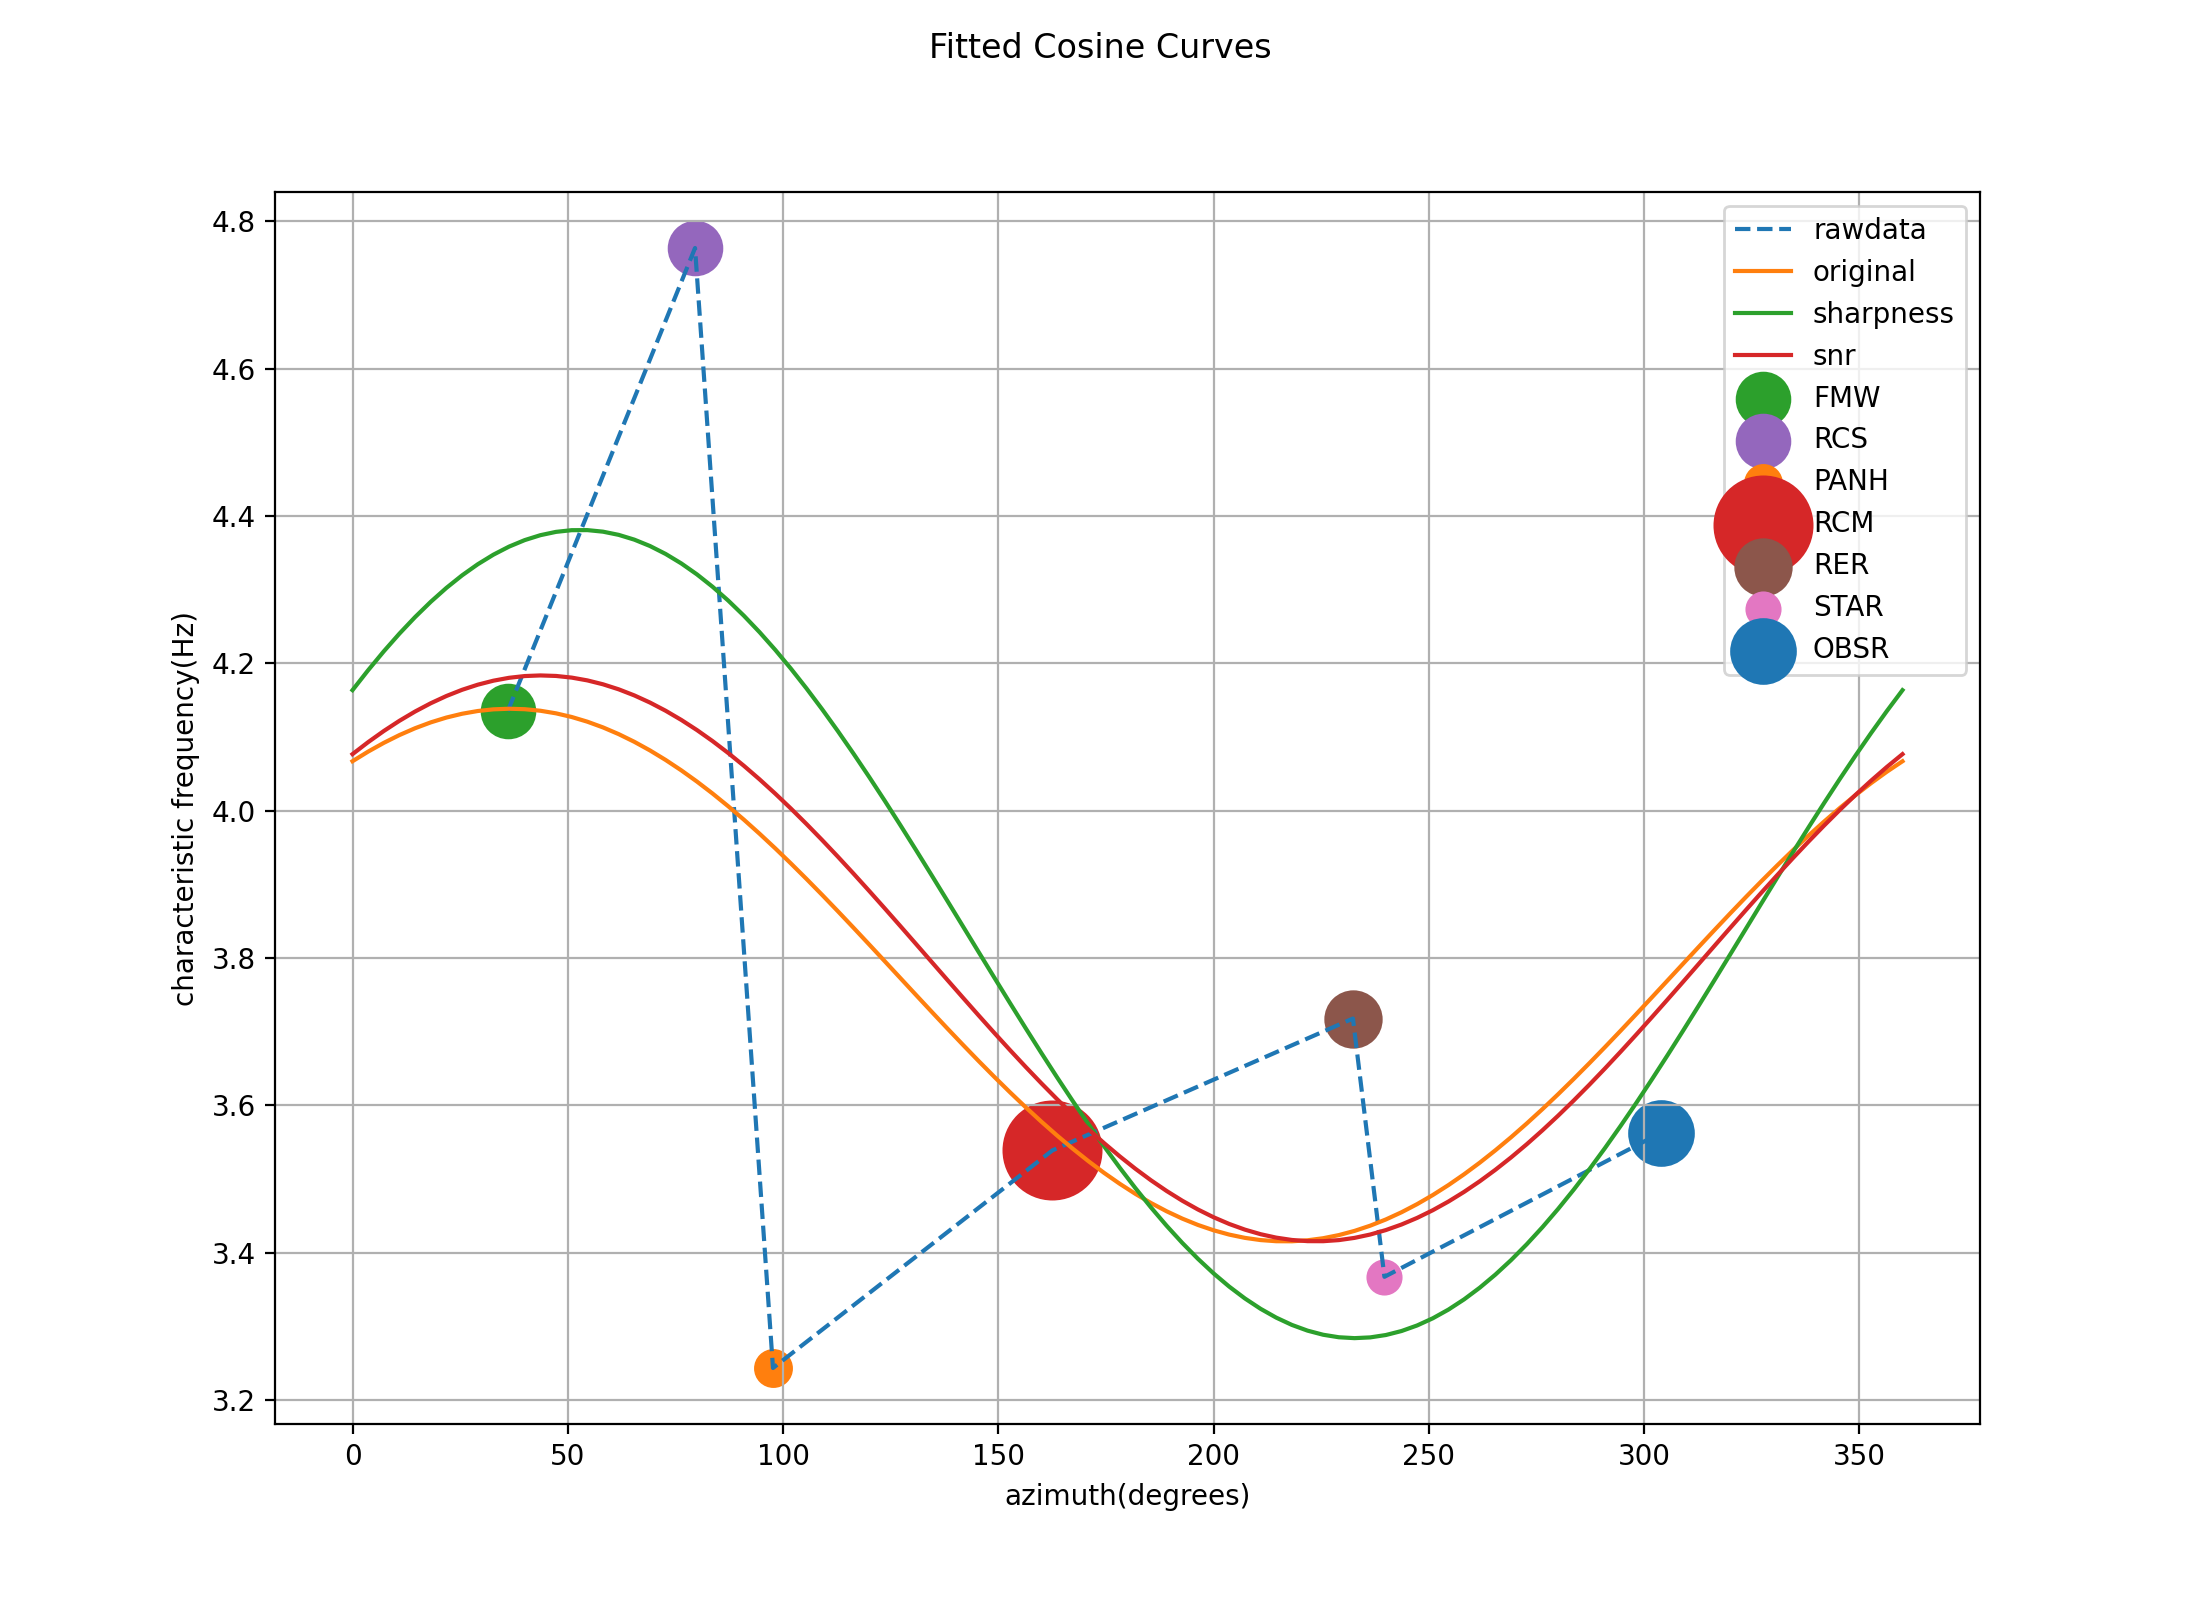 Fitted Cosine Curves
4.8
4.6
4.4
4.2
4.0
3.8
3.6
3.4
3.2
characteristic frequency(Hz)
0 50 100 150 200 250 300 350
azimuth(degrees)
rawdata
original
sharpness
snr
FMW
RCS
PANH
RCM
RER
STAR
OBSR